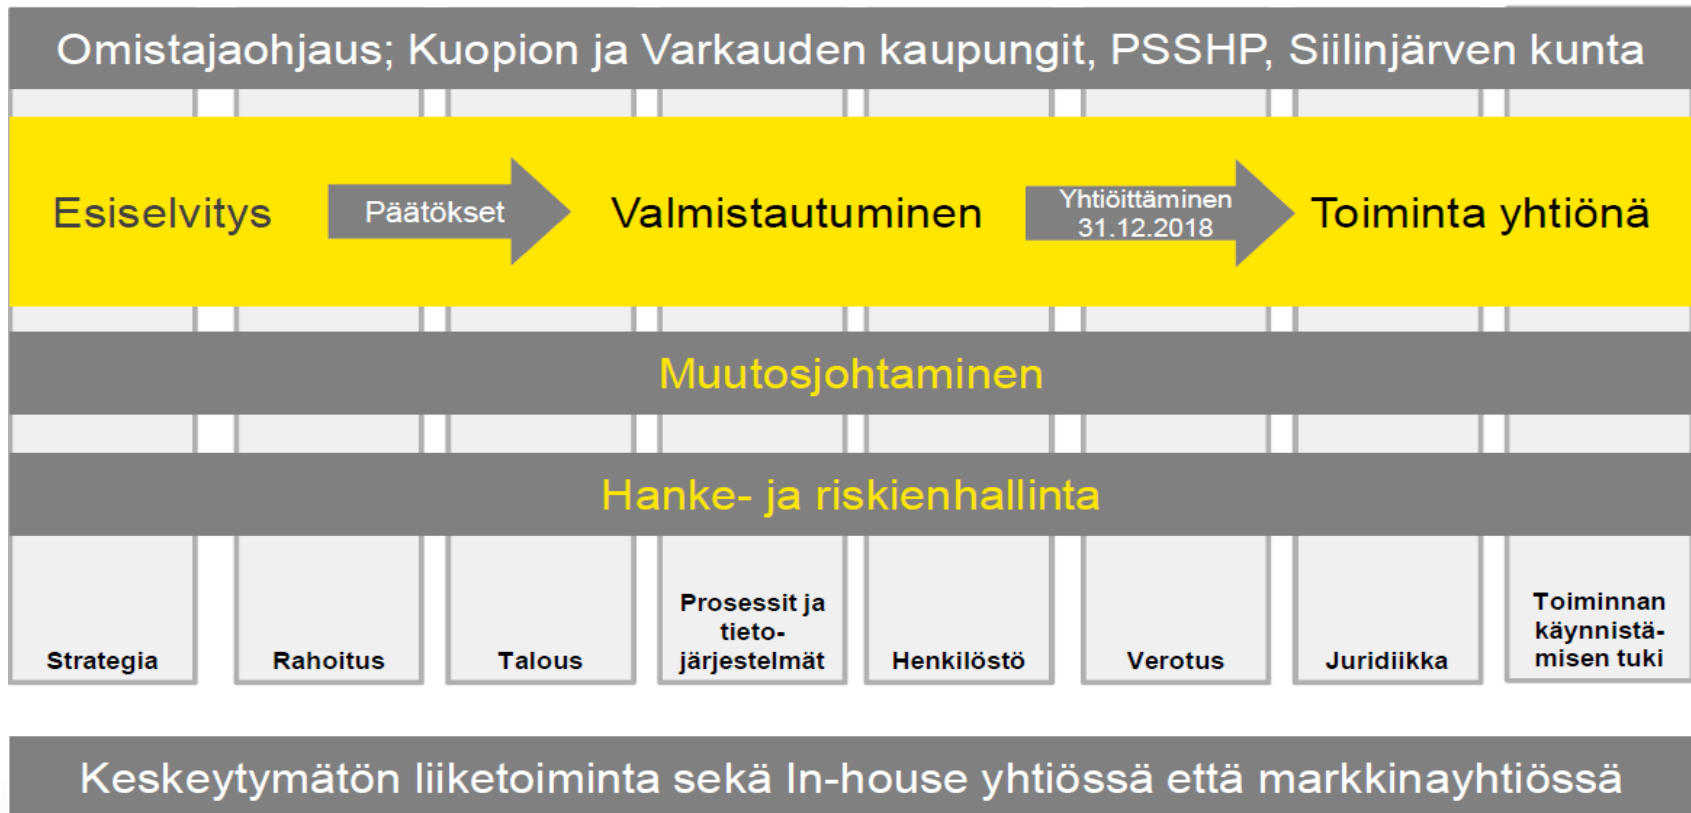 Omistajaohjaus; Kuopion ja Varkauden kaupungit, PSSHP, Siilinjärven kunta
Esiselvitys
Päätökset
Valmistautuminen
Yhtiöittäminen
31.12.2018
Toiminta yhtiönä
Muutosjohtaminen
Hanke- ja riskienhallinta
Strategia
Rahoitus
Talous
Prosessit ja
tieto-
järjestelmät
Henkilöstö
Verotus
Juridiikka
Toiminnan
käynnistä-
misen tuki
Keskeytymätön liiketoiminta sekä In-house yhtiössä että markkinayhtiössä